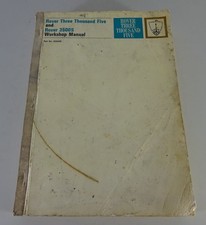 Rover Three Thousand Five
and
Rover 3500S
Workshop Manual
ROVER
THREE
THOUSAND
FIVE